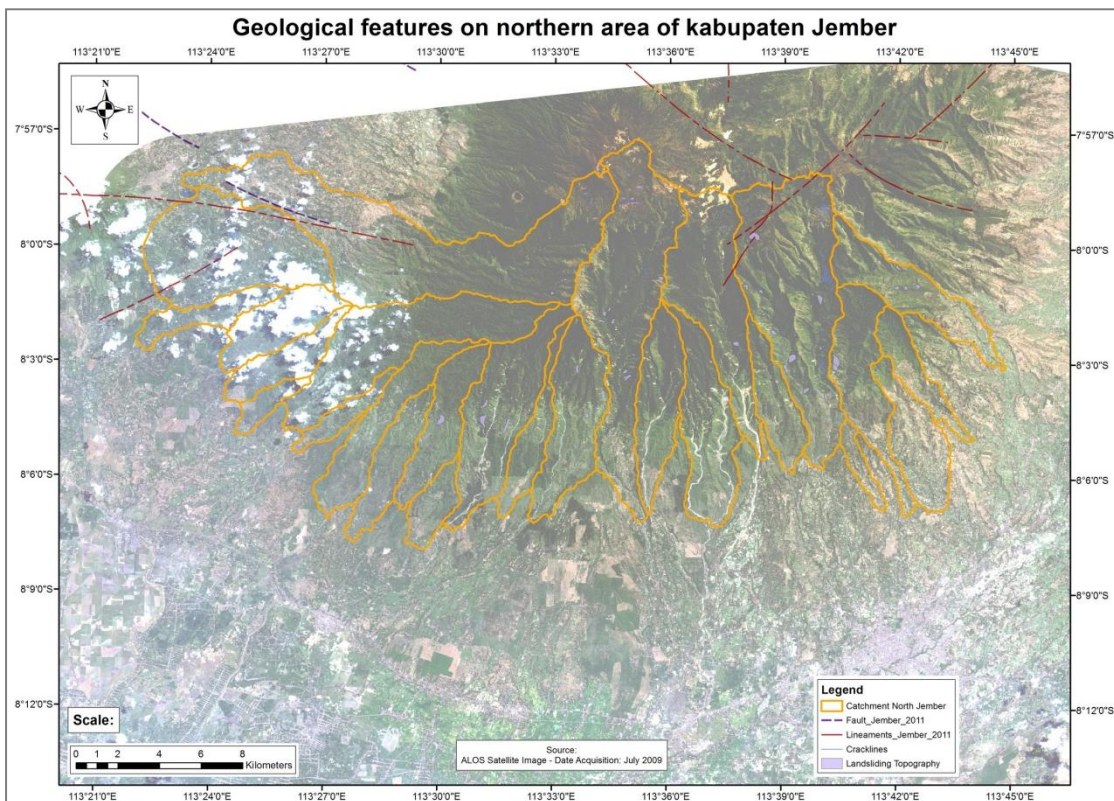 Geological features on northern area of kabupaten Jember
113°21'0"E 113°24'0"E 113°27'0"E 113°30'0"E 113°33'0"E 113°36'0"E 113°39'0"E 113°42'0"E 113°45'0"E
N
W E
S
7°57'0"S 7°57'0"S
8°0'0"S 8°0'0"S
8°3'0"S 8°3'0"S
8°6'0"S 8°6'0"S
8°9'0"S 8°9'0"S
8°12'0"S 8°12'0"S
Scale:
0 1 2 4 6 8
Kilometers
Source:
ALOS Satellite Image - Date Acquisition: July 2009
Legend
Catchment North Jember
Fault_Jember_2011
Lineaments_Jember_2011
Cracklines
Landsliding Topography
113°21'0"E 113°24'0"E 113°27'0"E 113°30'0"E 113°33'0"E 113°36'0"E 113°39'0"E 113°42'0"E 113°45'0"E